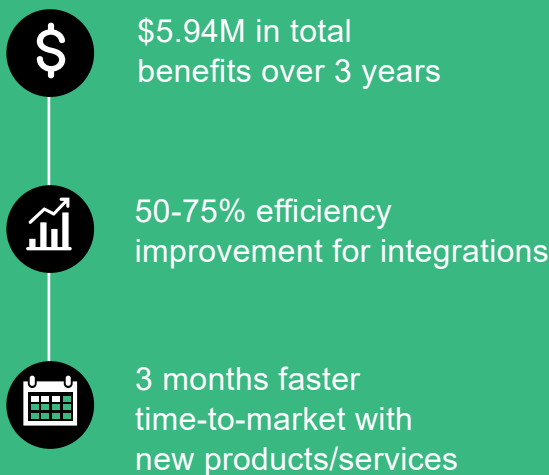 $
$5.94M in total
benefits over 3 years
50-75% efficiency
improvement for integrations
3 months faster
time-to-market with
new products/services